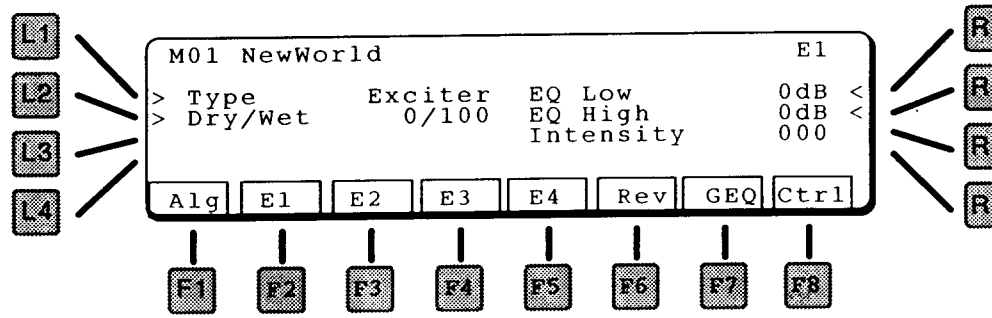 L1
L2
L3
L4
M01 NewWorld E1
> Type Exciter EQ Low 0dB <
> Dry/Wet 0/100 EQ High 0dB <
Intensity 000
Alg E1 E2 E3 E4 Rev GEQ Ctrl
F1 F2 F3 F4 F5 F6 F7 F8
R
R
R
R